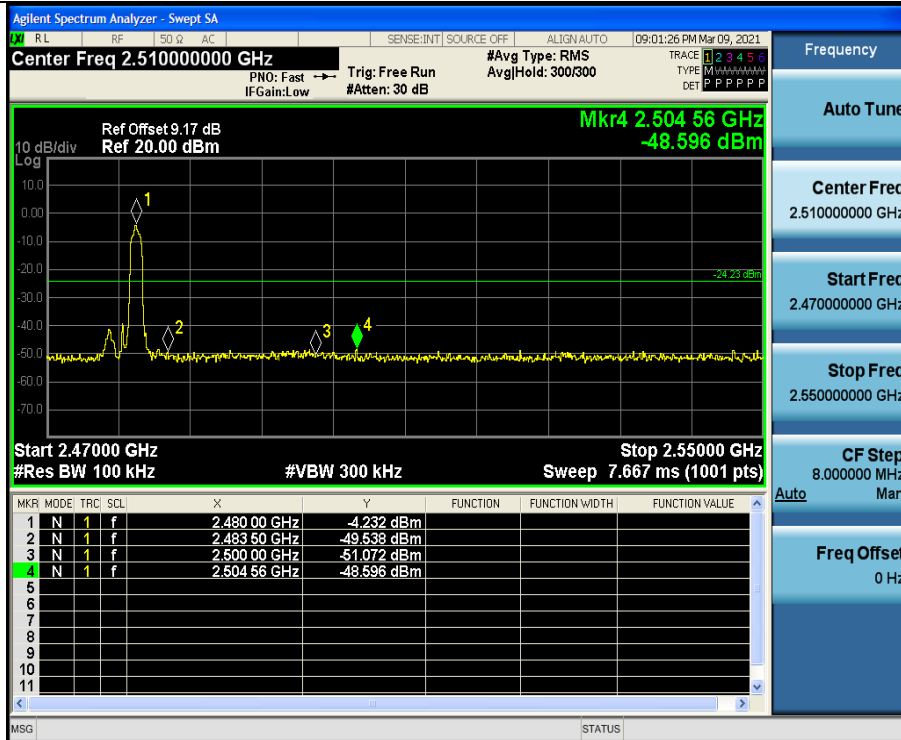 Agilent Spectrum Analyzer - Swept SA
LXI RL RF 50 Ω AC SENSE:INT SOURCE OFF ALIGN AUTO 09:01:26 PM Mar 09, 2021
Center Freq 2.510000000 GHz
PNO: Fast
IFGain:Low
Trig: Free Run
#Atten: 30 dB
#Avg Type: RMS
Avg|Hold: 300/300
TRACE 1 2 3 4 5 6
TYPE M
DET P P P P P P
Mkr4 2.504 56 GHz
-48.596 dBm
Ref Offset 9.17 dB
10 dB/div Ref 20.00 dBm
Log
10.0
0.00
-10.0
-20.0
-30.0
-40.0
-50.0
-60.0
-70.0
1
2
3
4
-24.23 dBm
Start 2.47000 GHz Stop 2.55000 GHz
#Res BW 100 kHz #VBW 300 kHz Sweep 7.667 ms (1001 pts)
MKR MODE TRC SCL X Y FUNCTION FUNCTION WIDTH FUNCTION VALUE
1 N 1 f 2.480 00 GHz -4.232 dBm
2 N 1 f 2.483 50 GHz -49.538 dBm
3 N 1 f 2.500 00 GHz -51.072 dBm
4 N 1 f 2.504 56 GHz -48.596 dBm
5
6
7
8
9
10
11
MSG STATUS
Frequency
Auto Tune
Center Freq
2.510000000 GHz
Start Freq
2.470000000 GHz
Stop Freq
2.550000000 GHz
CF Step
8.000000 MHz
Auto Man
Freq Offset
0 Hz